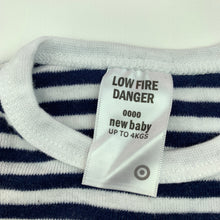 LOW FIRE
DANGER
0000
new baby
UP TO 4KGS